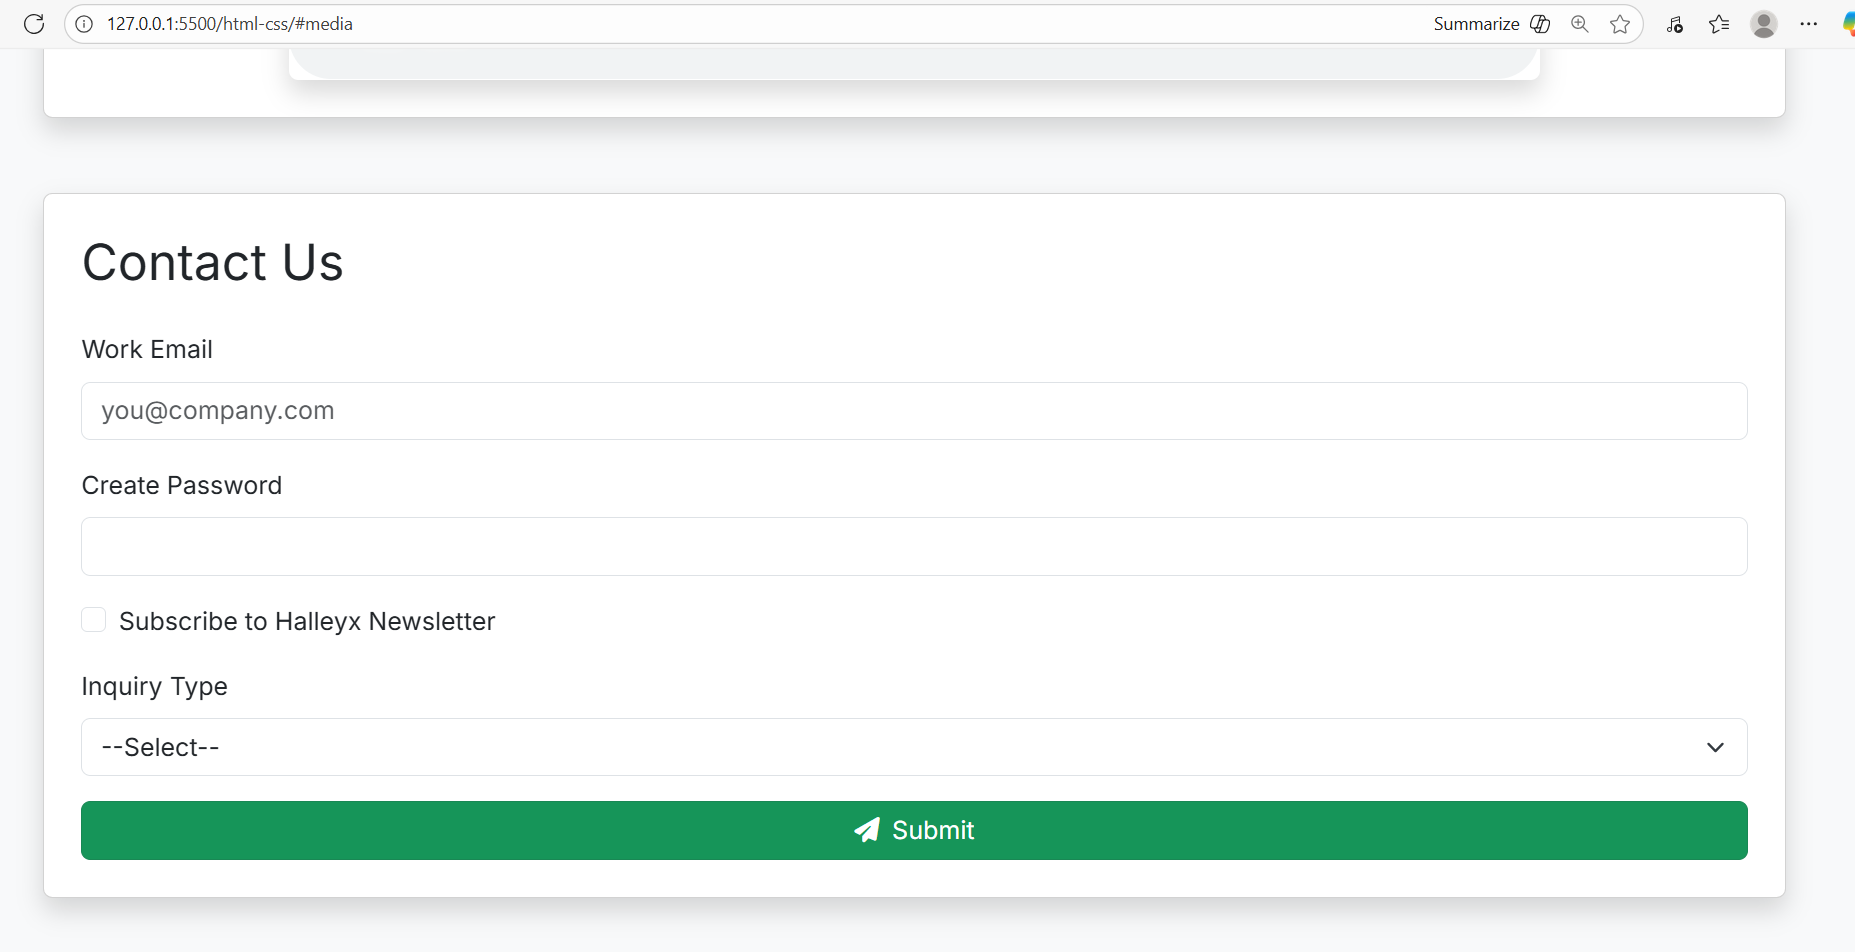 127.0.0.1:5500/html-css/#media
Summarize
Contact Us
Work Email
you@company.com
Create Password
Subscribe to Halleyx Newsletter
Inquiry Type
--Select--
Submit